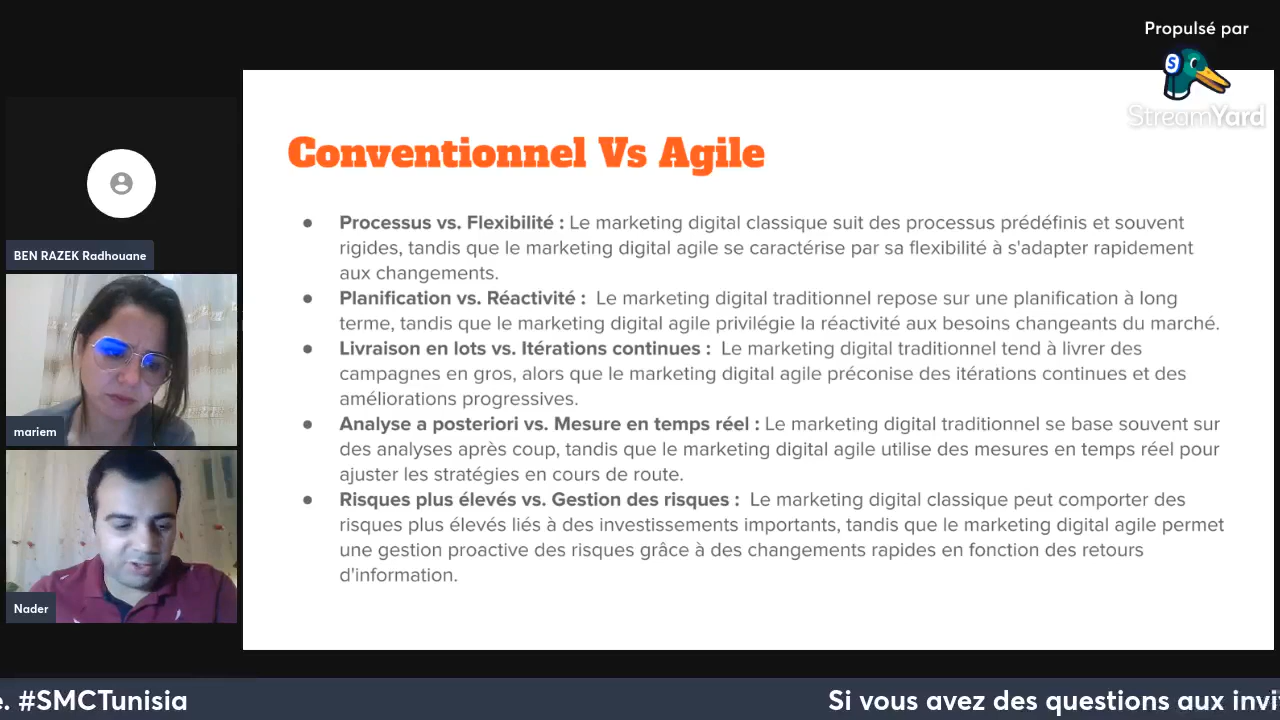 Propulsé par
StreamYard
Conventionnel Vs Agile
● Processus vs. Flexibilité : Le marketing digital classique suit des processus prédéfinis et souvent
rigides, tandis que le marketing digital agile se caractérise par sa flexibilité à s'adapter rapidement
aux changements.
● Planification vs. Réactivité : Le marketing digital traditionnel repose sur une planification à long
terme, tandis que le marketing digital agile privilégie la réactivité aux besoins changeants du marché.
● Livraison en lots vs. Itérations continues : Le marketing digital traditionnel tend à livrer des
campagnes en gros, alors que le marketing digital agile préconise des itérations continues et des
améliorations progressives.
● Analyse a posteriori vs. Mesure en temps réel : Le marketing digital traditionnel se base souvent sur
des analyses après coup, tandis que le marketing digital agile utilise des mesures en temps réel pour
ajuster les stratégies en cours de route.
● Risques plus élevés vs. Gestion des risques : Le marketing digital classique peut comporter des
risques plus élevés liés à des investissements importants, tandis que le marketing digital agile permet
une gestion proactive des risques grâce à des changements rapides en fonction des retours
d'information.
BEN RAZEK Radhouane
mariem
Nader
e. #SMCTunisia
Si vous avez des questions aux invi